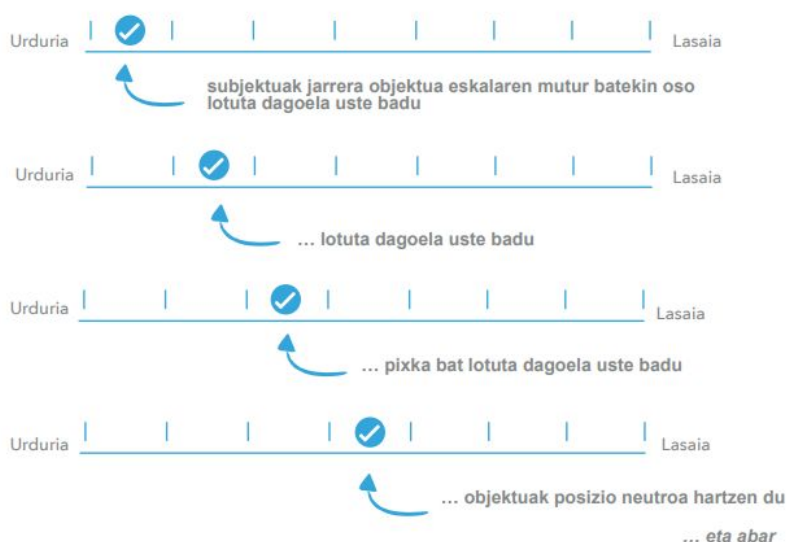 Urduria Lasaia
subjektuak jarrera objektua eskalaren mutur batekin oso
lotuta dagoela uste badu
Urduria Lasaia
... lotuta dagoela uste badu
Urduria Lasaia
... pixka bat lotuta dagoela uste badu
Urduria Lasaia
... objektuak posizio neutroa hartzen du
... eta abar